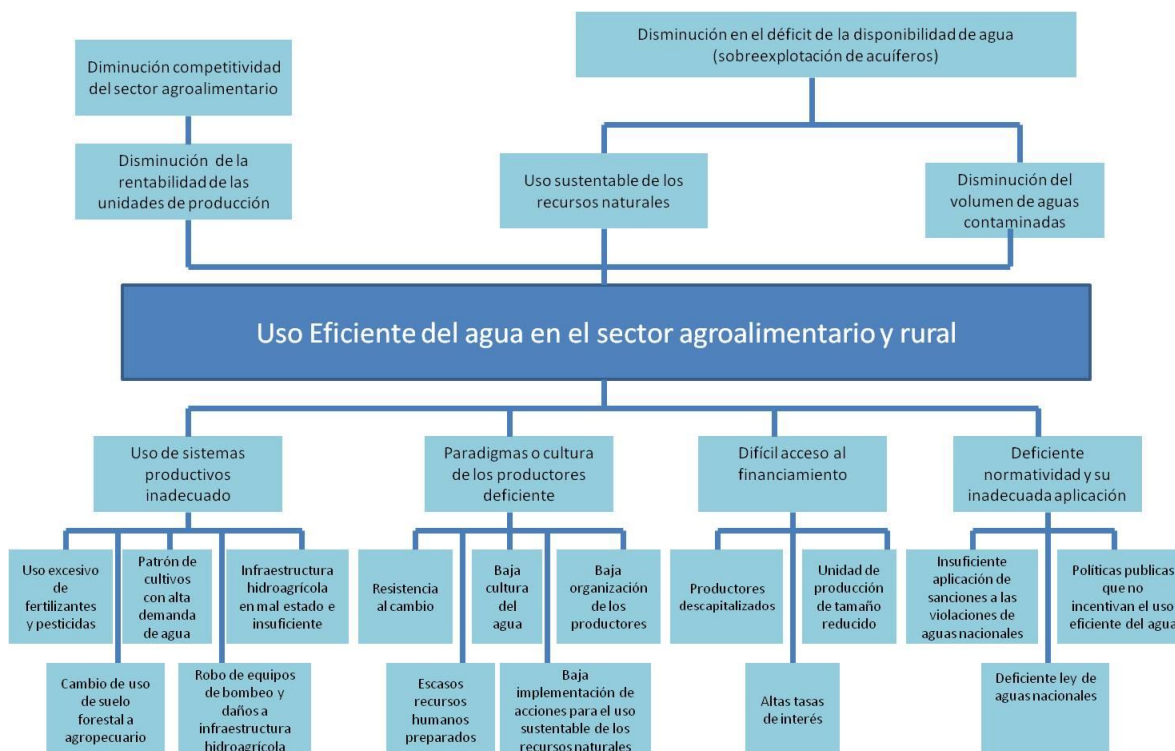 Diminución competitividad
del sector agroalimentario
Disminución en el déficit de la disponibilidad de agua
(sobreexplotación de acuíferos)
Disminución de la
rentabilidad de las
unidades de producción
Uso sustentable de los
recursos naturales
Disminución del
volumen de aguas
contaminadas
Uso Eficiente del agua en el sector agroalimentario y rural
Uso de sistemas
productivos
inadecuado
Paradigmas o cultura
de los productores
deficiente
Difícil acceso al
financiamiento
Deficiente
normatividad y su
inadecuada aplicación
Uso excesivo
de
fertilizantes
y pesticidas
Patrón de
cultivos
con alta
demanda
de agua
Infraestructura
hidroagrícola
en mal estado e
insuficiente
Resistencia
al cambio
Baja
cultura
del
agua
Baja
organización
de los
productores
Productores
descapitalizados
Unidad de
producción
de tamaño
reducido
Insuficiente
aplicación de
sanciones a las
violaciones de
aguas nacionales
Políticas publicas
que no
incentivan el uso
eficiente del agua
Cambio de uso
de suelo
forestal a
agropecuario
Robo de equipos
de bombeo y
daños a
infraestructura
hidroagrícola
Escasos
recursos
humanos
preparados
Baja
implementación de
acciones para el uso
sustentable de los
recursos naturales
Altas tasas
de interés
Deficiente ley de
aguas nacionales